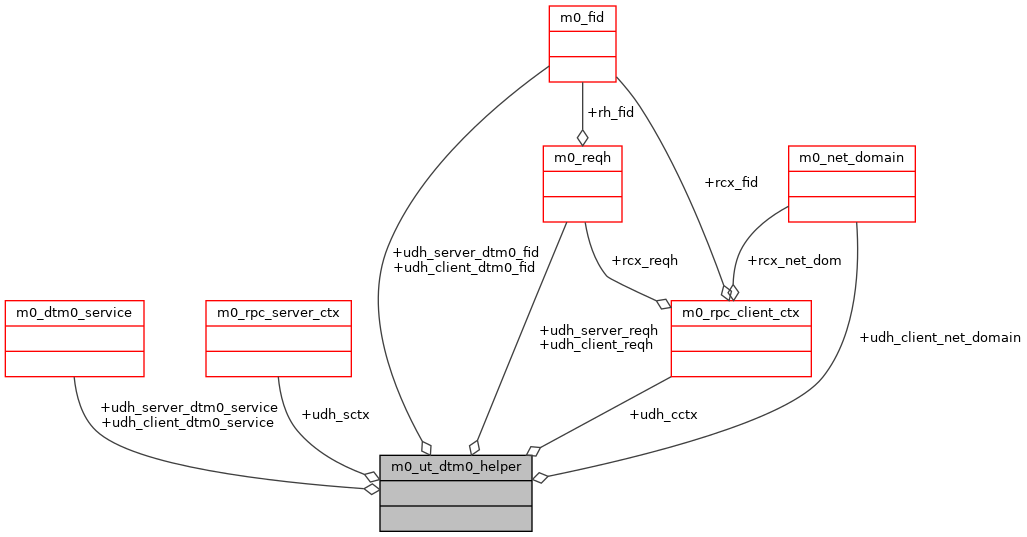 m0_fid
+rh_fid
m0_reqh
m0_net_domain
+rcx_fid
+udh_server_dtm0_fid
+udh_client_dtm0_fid
+rcx_reqh
+rcx_net_dom
m0_dtm0_service
m0_rpc_server_ctx
m0_rpc_client_ctx
+udh_server_reqh
+udh_client_reqh
+udh_client_net_domain
+udh_server_dtm0_service
+udh_client_dtm0_service
+udh_sctx
+udh_cctx
m0_ut_dtm0_helper